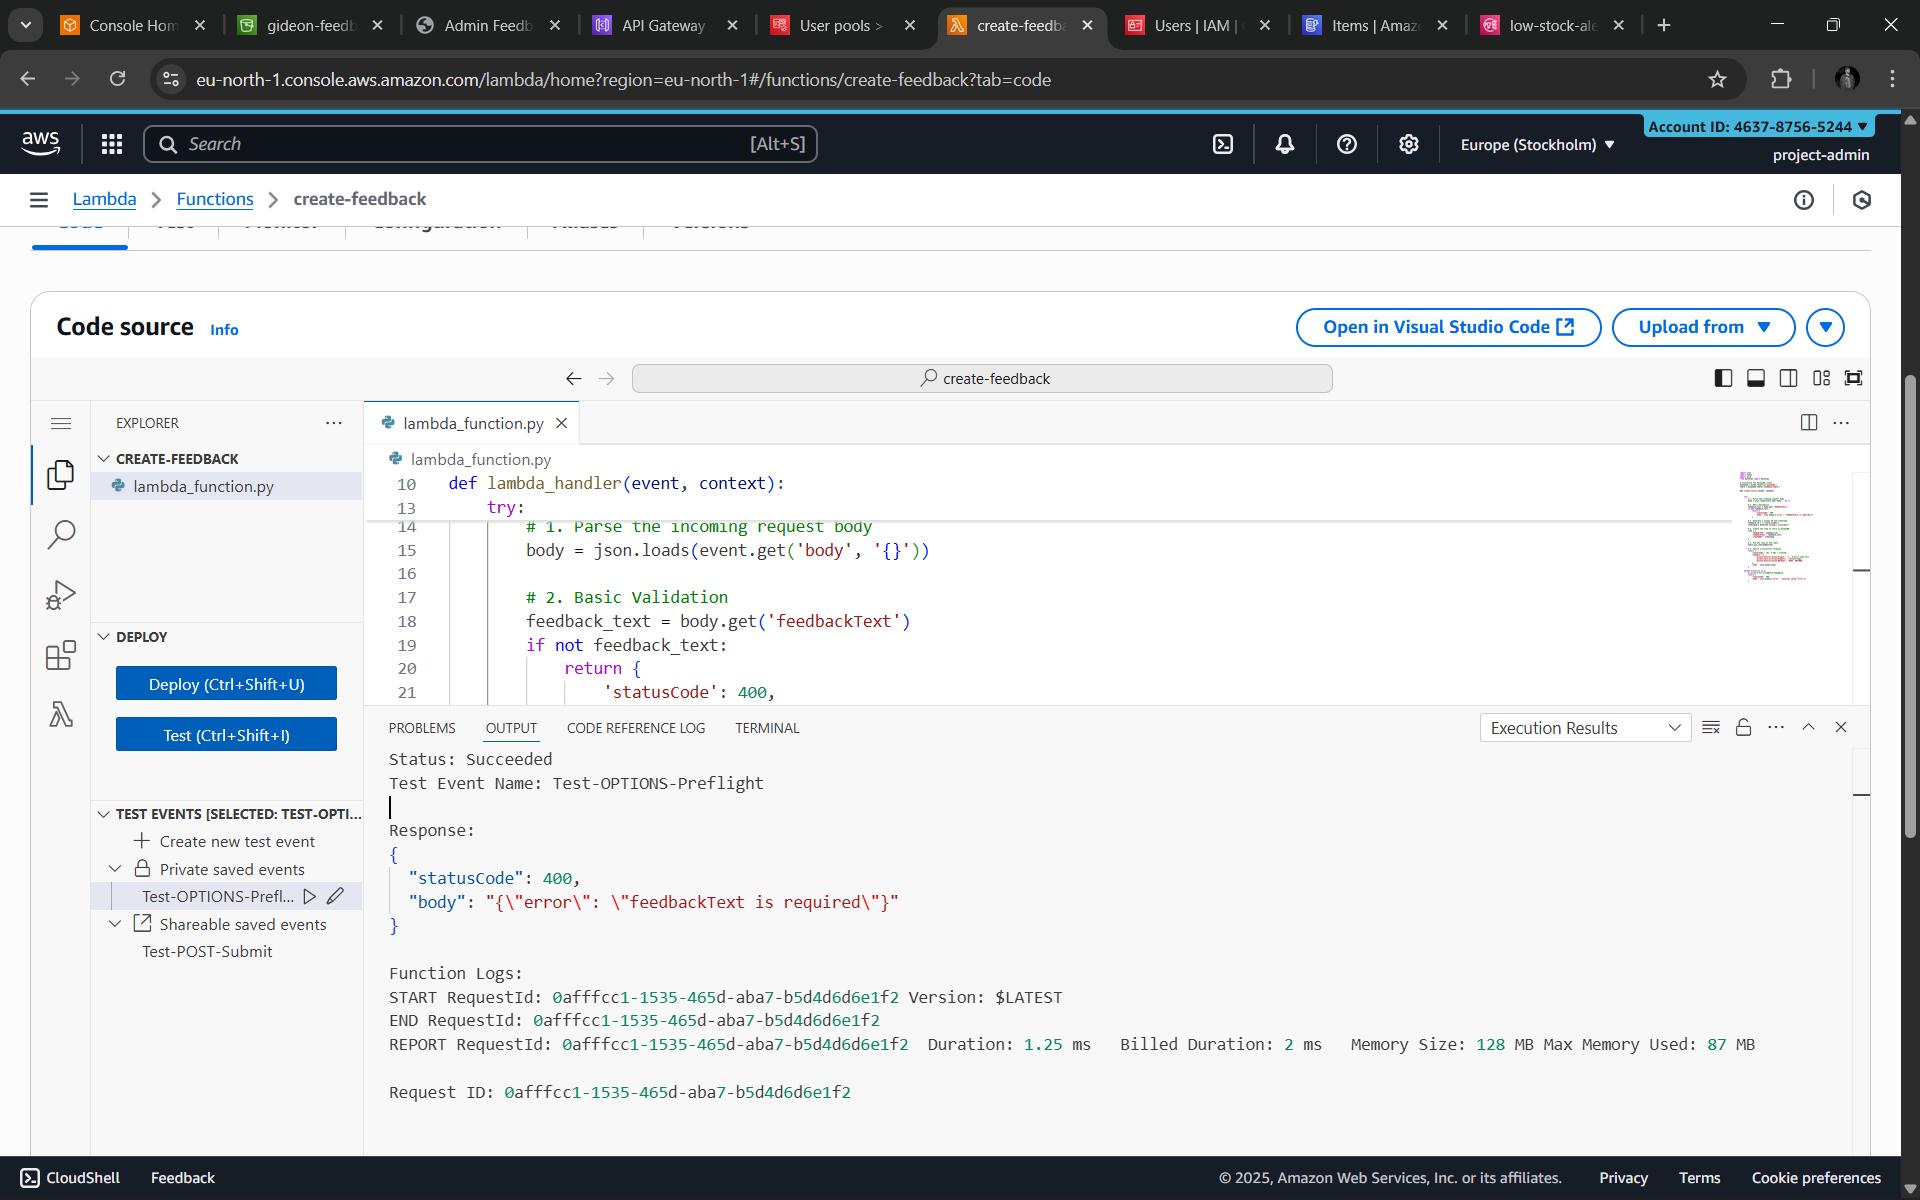 Console Hom
gideon-feedb
Admin Feedb
API Gateway
User pools >
create-feedba
Users | IAM |
Items | Amaz
low-stock-ale
eu-north-1.console.aws.amazon.com/lambda/home?region=eu-north-1#/functions/create-feedback?tab=code
aws
Search
[Alt+S]
Europe (Stockholm)
Account ID: 4637-8756-5244
project-admin
Lambda
Functions
create-feedback
Code
Test
Monitor
Configuration
Aliases
Versions
Code source
Info
Open in Visual Studio Code
Upload from
create-feedback
EXPLORER
CREATE-FEEDBACK
lambda_function.py
DEPLOY
Deploy (Ctrl+Shift+U)
Test (Ctrl+Shift+I)
TEST EVENTS [SELECTED: TEST-OPTI...
Create new test event
Private saved events
Test-OPTIONS-Prefl...
Shareable saved events
Test-POST-Submit
lambda_function.py
lambda_function.py
10 def lambda_handler(event, context):
13 try:
14 # 1. Parse the incoming request body
15 body = json.loads(event.get('body', '{}'))
16
17 # 2. Basic Validation
18 feedback_text = body.get('feedbackText')
19 if not feedback_text:
20 return {
21 'statusCode': 400,
PROBLEMS
OUTPUT
CODE REFERENCE LOG
TERMINAL
Execution Results
Status: Succeeded
Test Event Name: Test-OPTIONS-Preflight
Response:
{
"statusCode": 400,
"body": "{\"error\": \"feedbackText is required\"}"
}
Function Logs:
START RequestId: 0afffcc1-1535-465d-aba7-b5d4d6d6e1f2 Version: $LATEST
END RequestId: 0afffcc1-1535-465d-aba7-b5d4d6d6e1f2
REPORT RequestId: 0afffcc1-1535-465d-aba7-b5d4d6d6e1f2 Duration: 1.25 ms Billed Duration: 2 ms Memory Size: 128 MB Max Memory Used: 87 MB
Request ID: 0afffcc1-1535-465d-aba7-b5d4d6d6e1f2
CloudShell
Feedback
© 2025, Amazon Web Services, Inc. or its affiliates.
Privacy
Terms
Cookie preferences